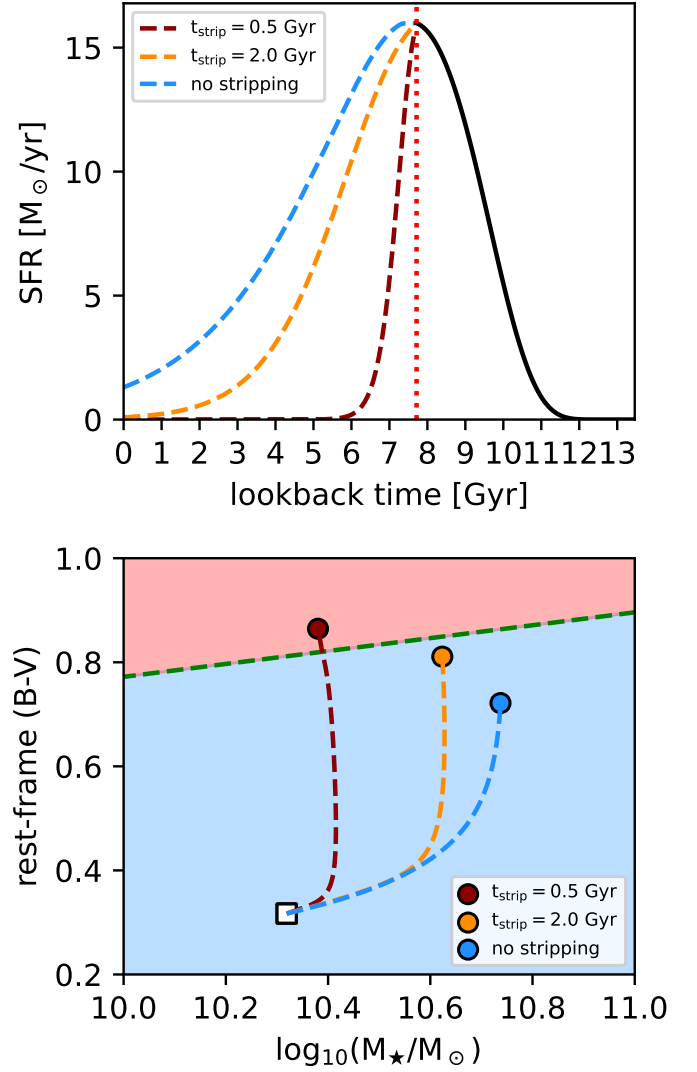 t_strip = 0.5 Gyr
t_strip = 2.0 Gyr
no stripping
15
10
5
0
SFR [M_⊙/yr]
0 1 2 3 4 5 6 7 8 9 10 11 12 13
lookback time [Gyr]
1.0
0.8
0.6
0.4
0.2
rest-frame (B-V)
t_strip = 0.5 Gyr
t_strip = 2.0 Gyr
no stripping
10.0 10.2 10.4 10.6 10.8 11.0
log₁₀(M_★/M_⊙)